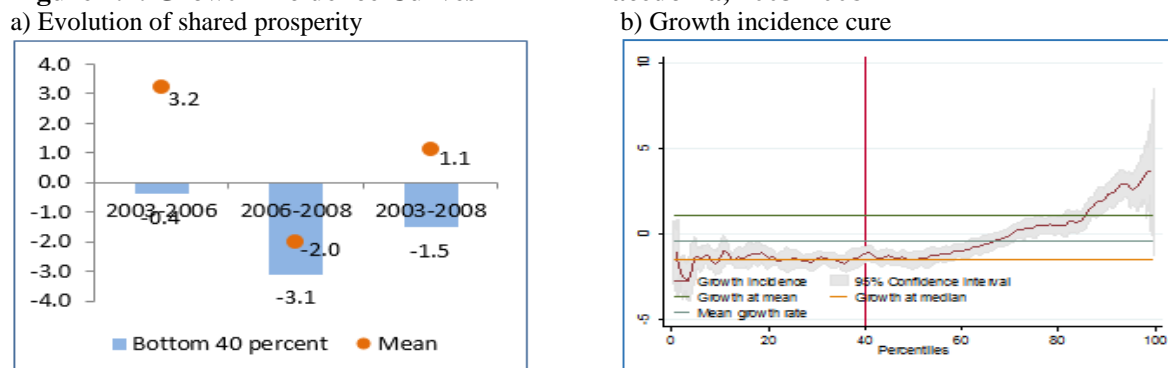 a) Evolution of shared prosperity
b) Growth incidence cure
4.0
3.0
2.0
1.0
0.0
-1.0
-2.0
-3.0
-4.0
3.2
1.1
2003-2006
2006-2008
2003-2008
-0.4
-2.0
-1.5
-3.1
Bottom 40 percent
Mean
10
5
0
-5
Growth Incidence
95% Confidence Interval
Growth at mean
Growth at median
Mean growth rate
0
20
40
60
80
100
Percentiles